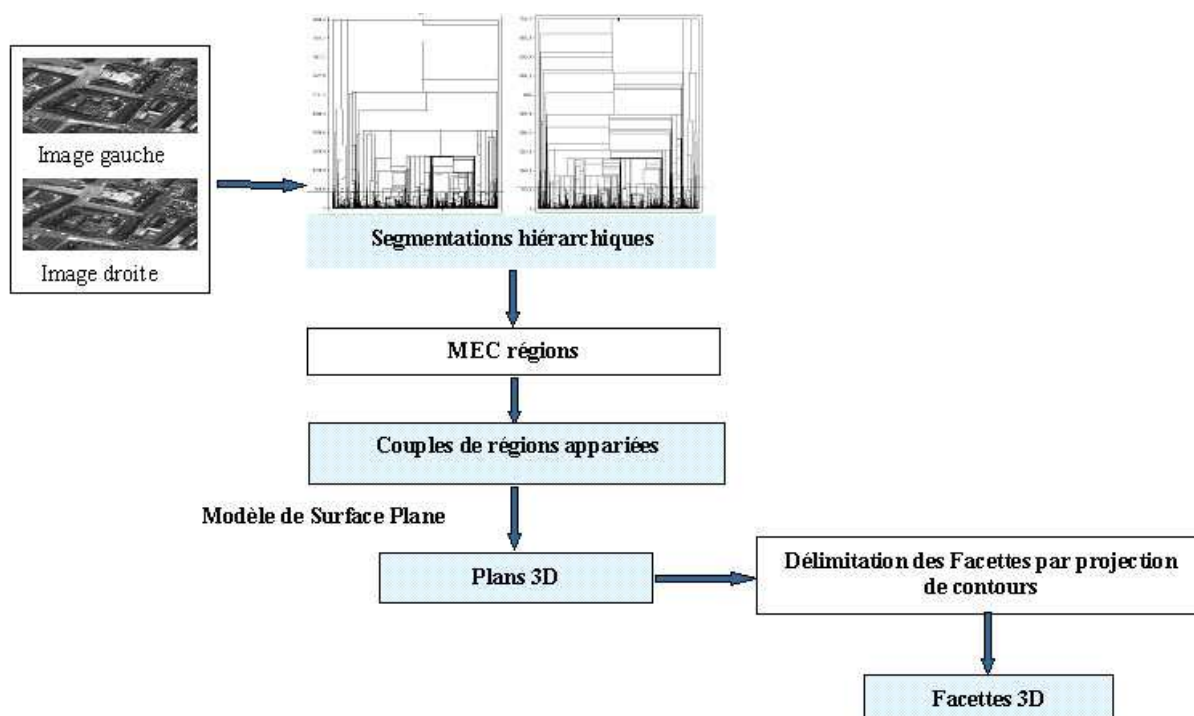 Image gauche
Image droite
Segmentations hiérarchiques
MEC régions
Couples de régions appariées
Modèle de Surface Plane
Plans 3D
Délimitation des Facettes par projection
de contours
Facettes 3D